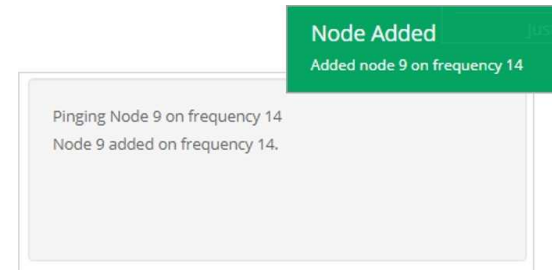 Node Added
Added node 9 on frequency 14
Pinging Node 9 on frequency 14
Node 9 added on frequency 14.